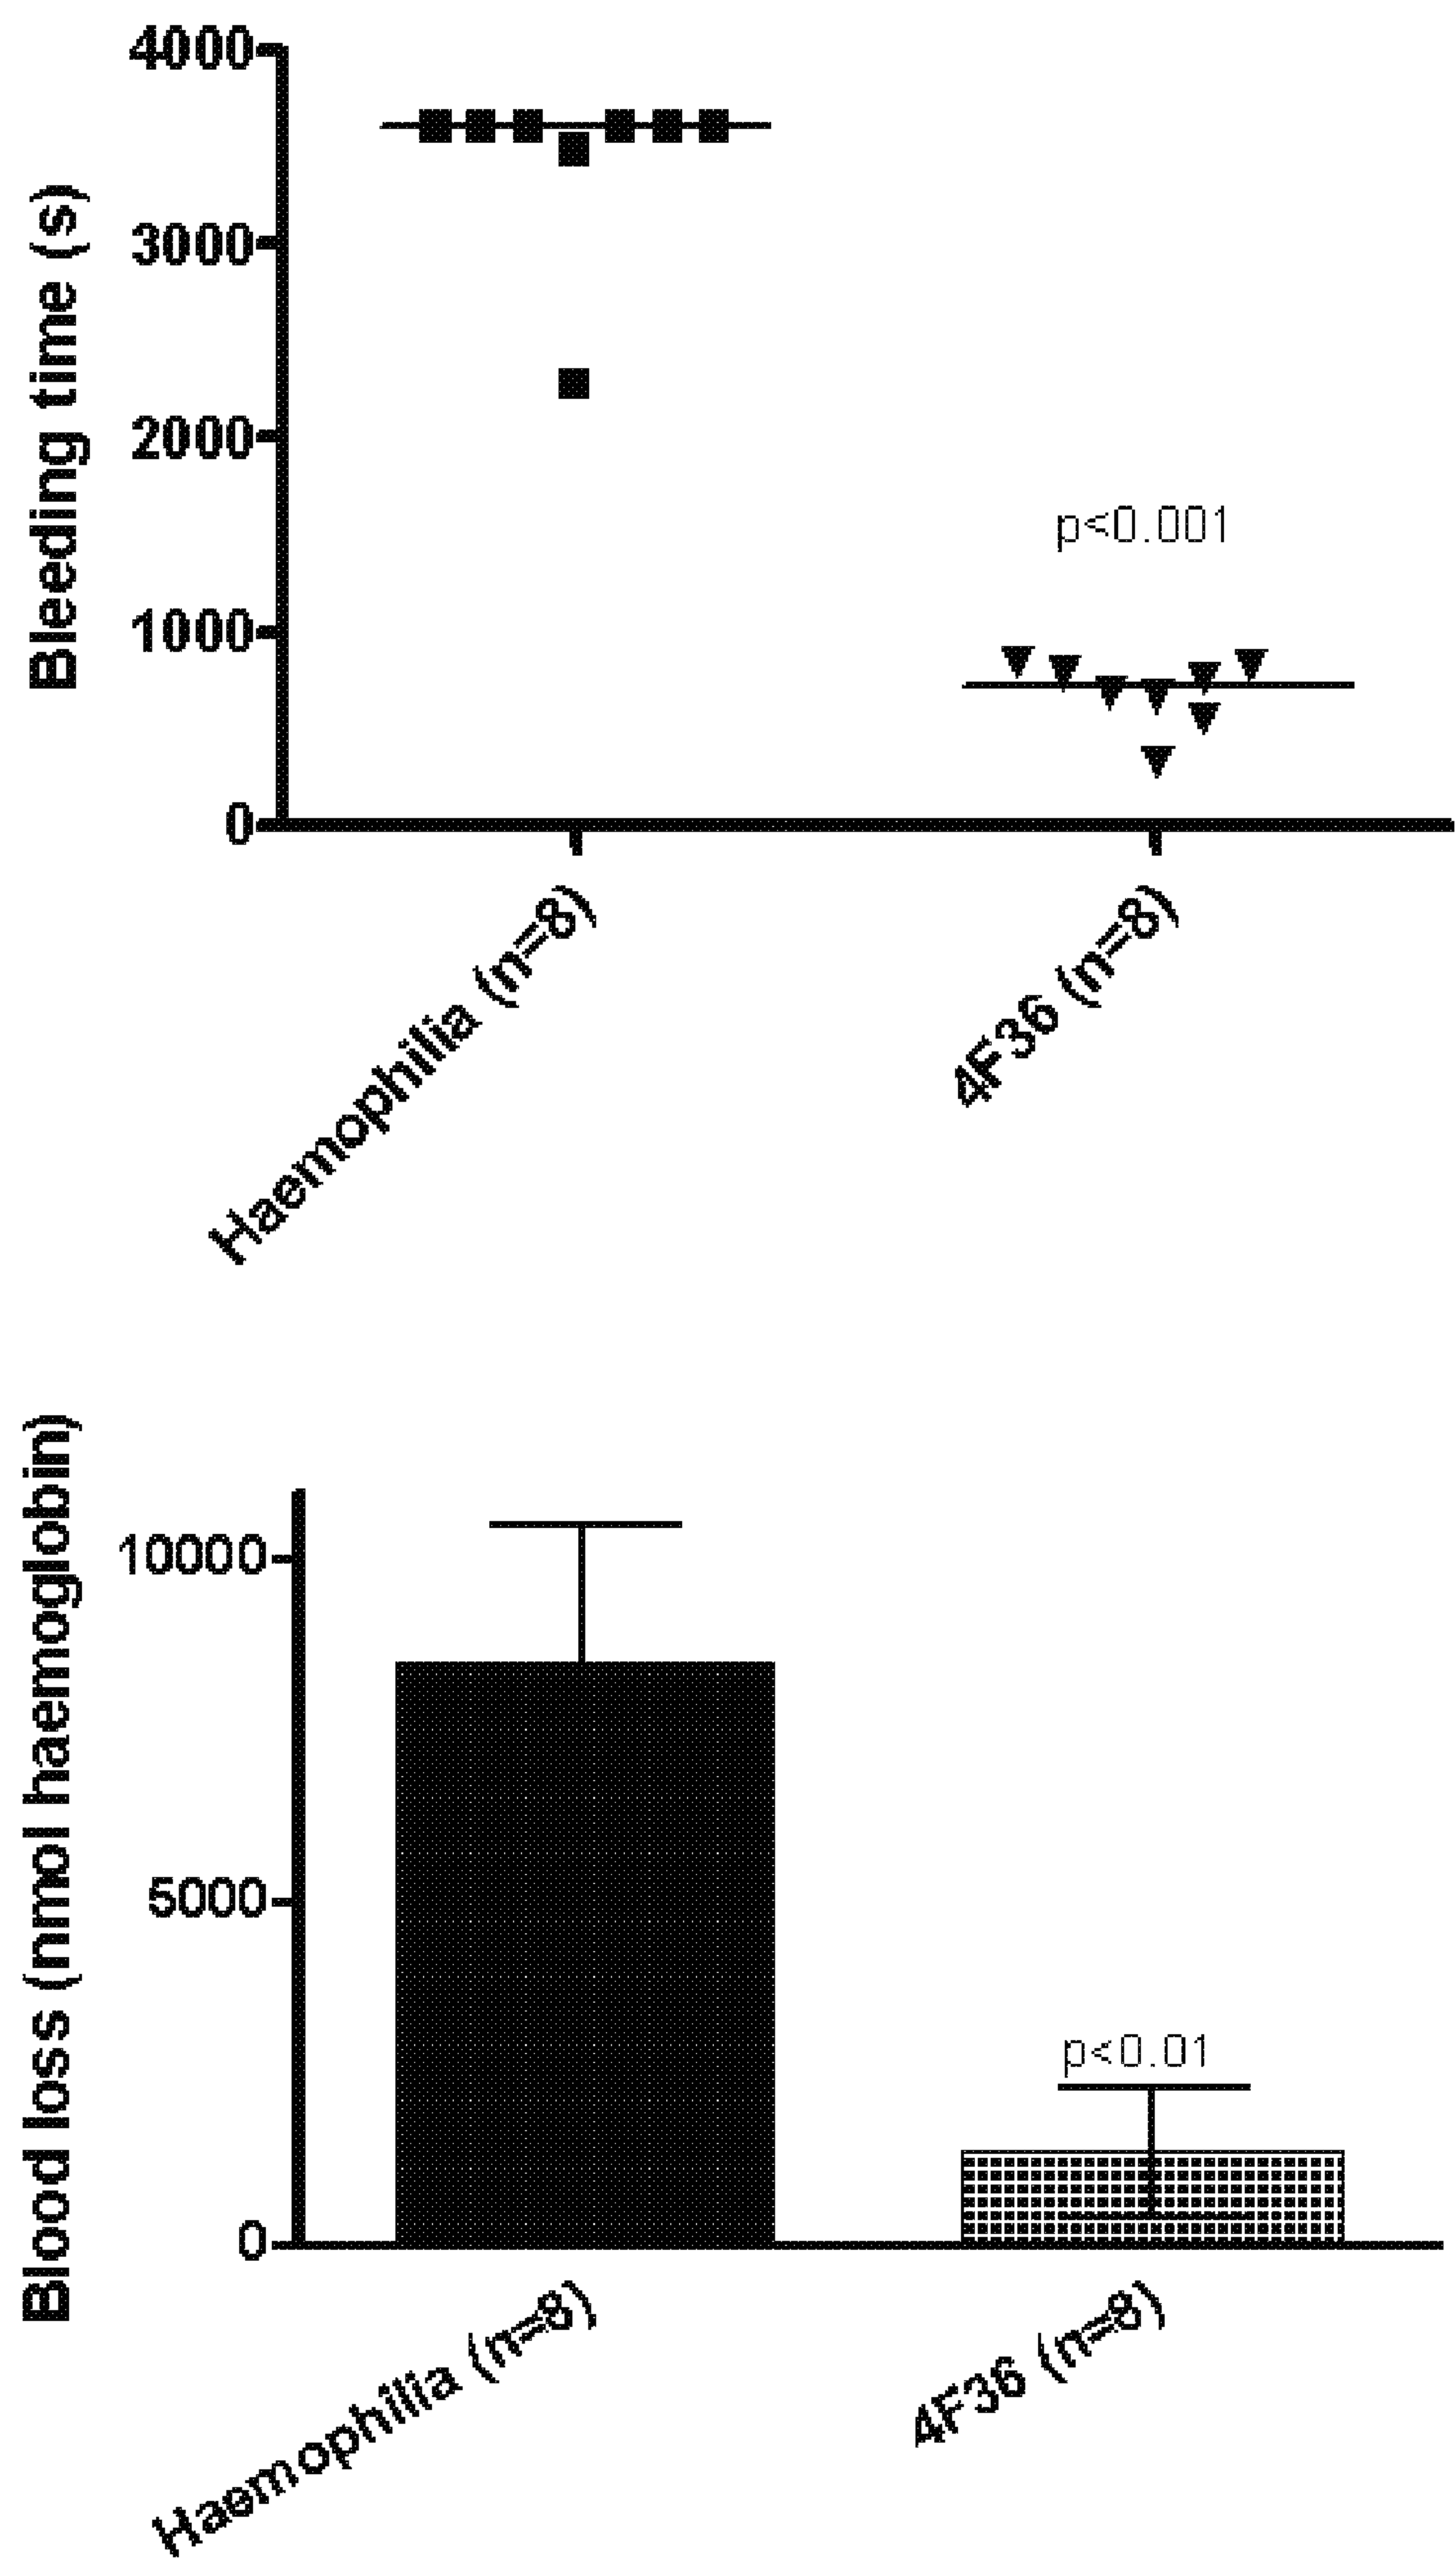 Bleeding time (s)
4000
3000
2000
1000
0
p<0.001
Haemophilia (n=8)
4F36 (n=8)
Blood loss (nmol haemoglobin)
10000
5000
0
p<0.01
Haemophilia (n=8)
4F36 (n=8)